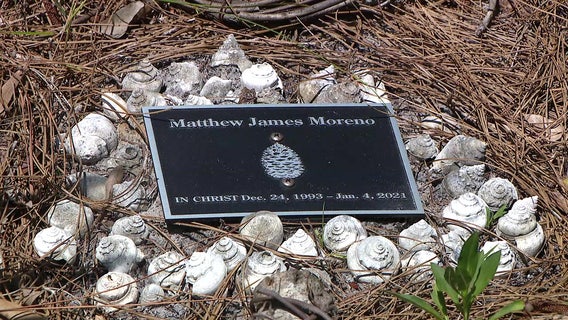 Matthew James Moreno
IN CHRIST Dec. 24, 1993 – Jan. 4, 2021